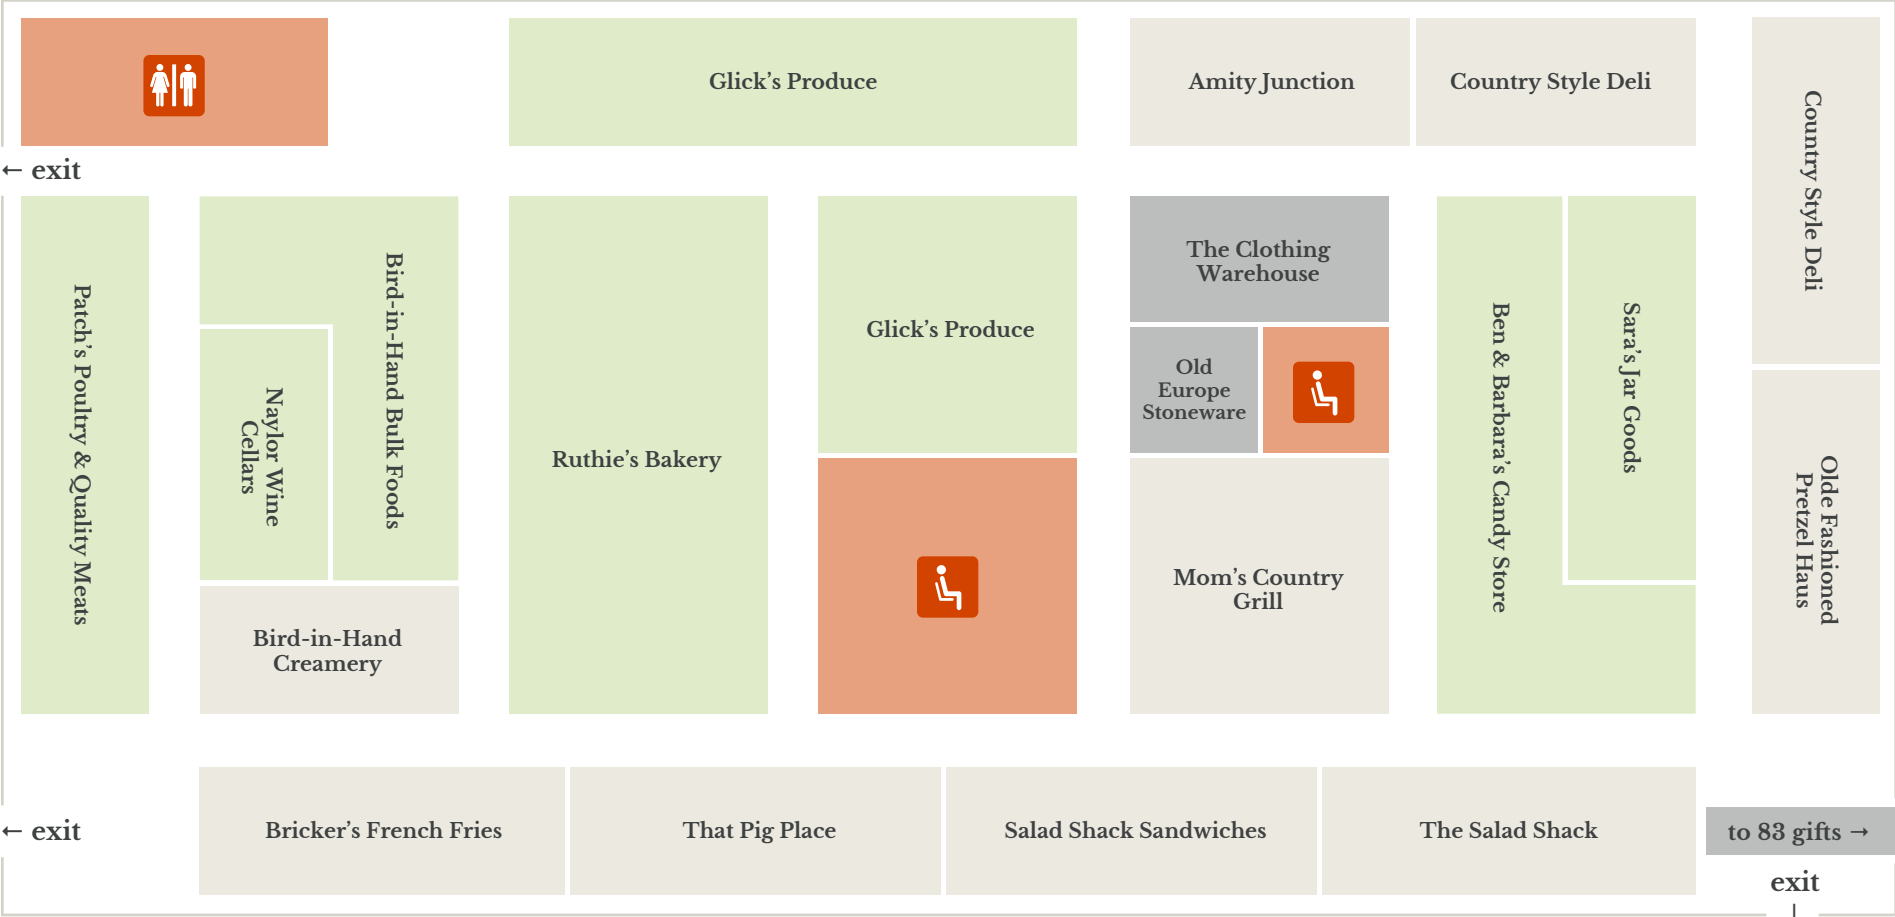 Glick’s Produce
Amity Junction
Country Style Deli
Country Style Deli
← exit
Patch’s Poultry & Quality Meats
Bird-in-Hand Bulk Foods
Naylor Wine
Cellars
Bird-in-Hand
Creamery
Ruthie’s Bakery
Glick’s Produce
The Clothing
Warehouse
Old
Europe
Stoneware
Mom’s Country
Grill
Ben & Barbara’s Candy Store
Sara’s Jar Goods
Olde Fashioned
Pretzel Haus
← exit
Bricker’s French Fries
That Pig Place
Salad Shack Sandwiches
The Salad Shack
to 83 gifts →
exit